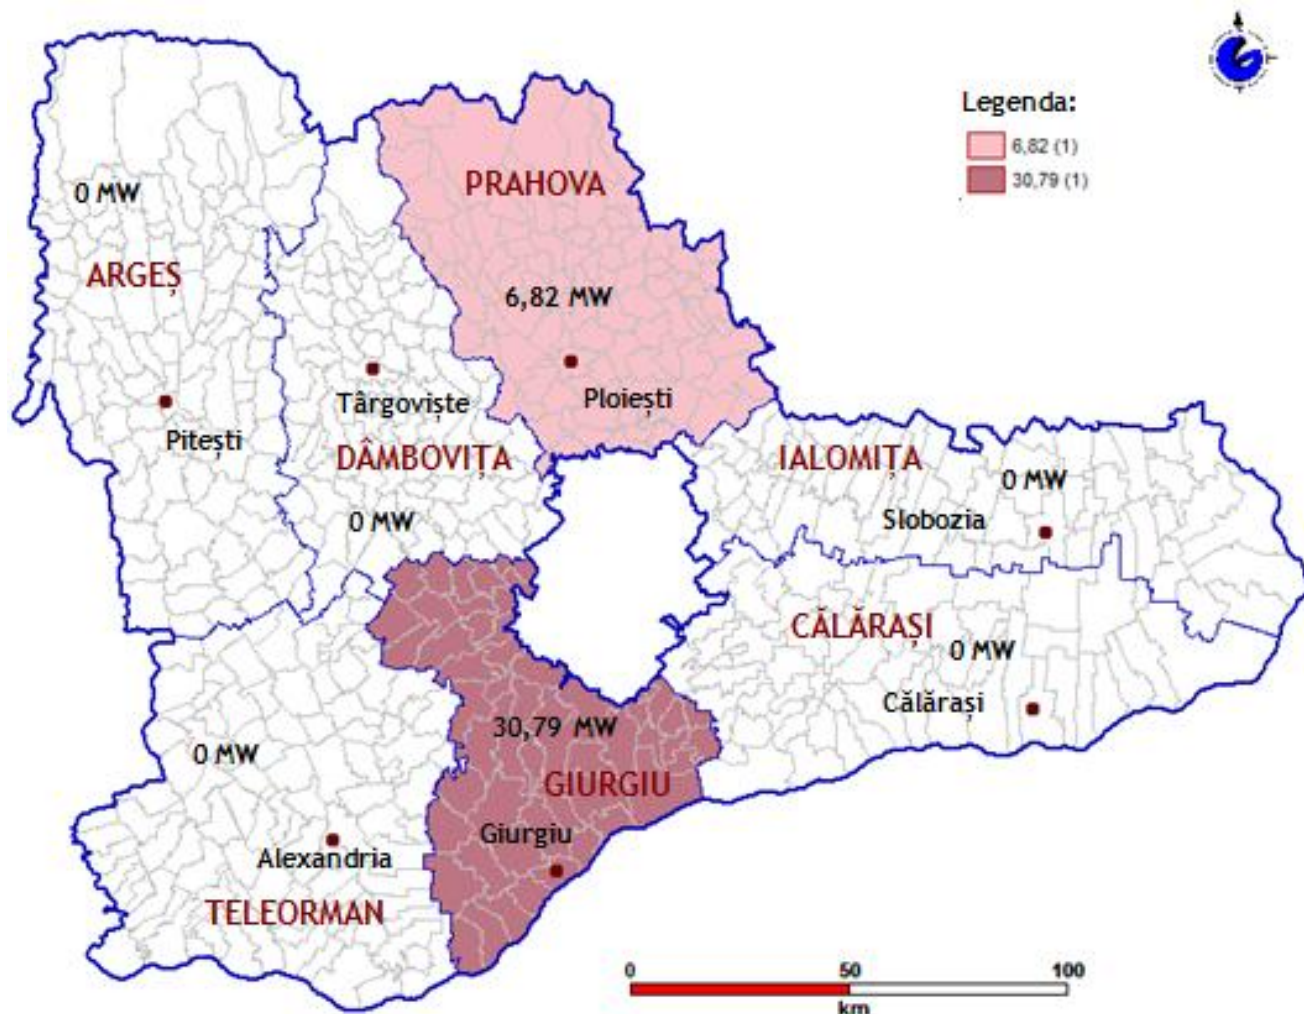 Legenda:
6,82 (1)
30,79 (1)
0 MW
PRAHOVA
ARGEȘ
6,82 MW
Târgoviște
Ploiești
Pitești
DÂMBOVIȚA
IALOMIȚA
0 MW
0 MW
Slobozia
CĂLĂRAȘI
0 MW
Călărași
0 MW
30,79 MW
GIURGIU
Giurgiu
Alexandria
TELEORMAN
0 50 100
km